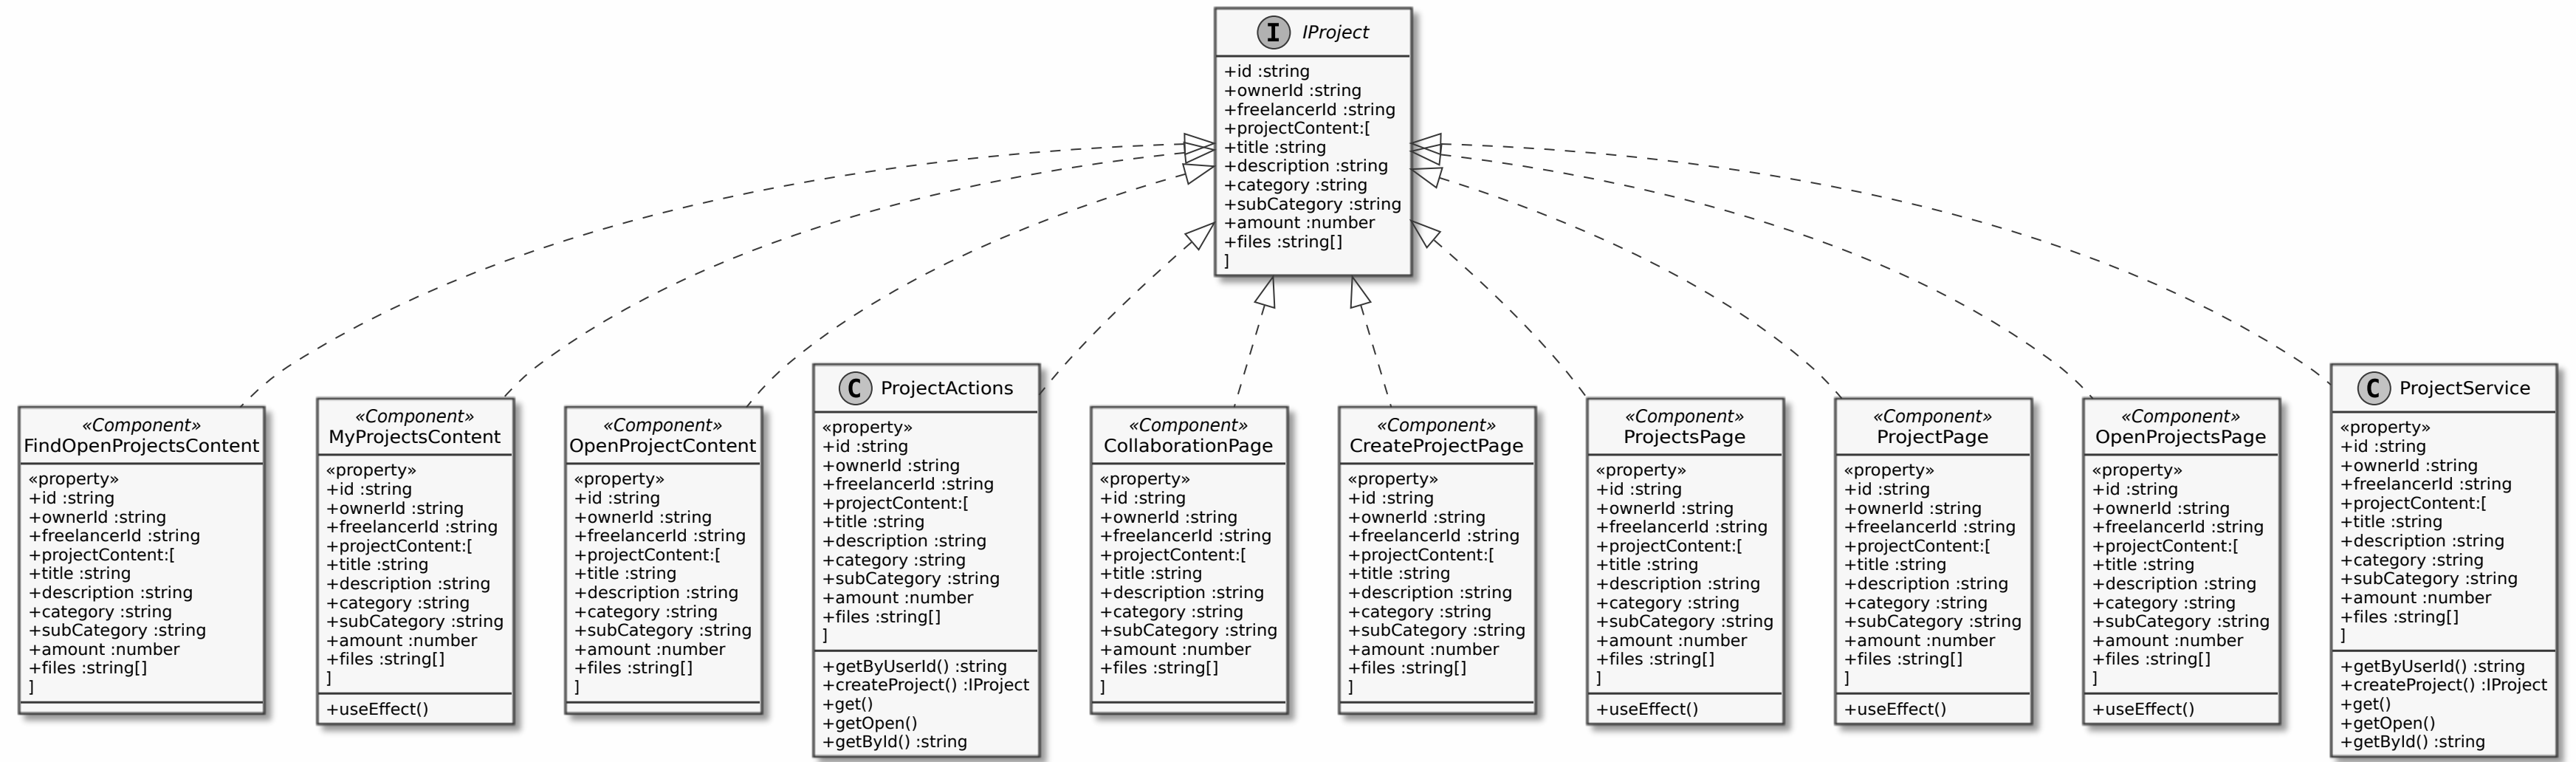 I IProject
+id :string
+ownerId :string
+freelancerId :string
+projectContent:[
+title :string
+description :string
+category :string
+subCategory :string
+amount :number
+files :string[]
]
«Component»
FindOpenProjectsContent
«property»
+id :string
+ownerId :string
+freelancerId :string
+projectContent:[
+title :string
+description :string
+category :string
+subCategory :string
+amount :number
+files :string[]
]
«Component»
MyProjectsContent
«property»
+id :string
+ownerId :string
+freelancerId :string
+projectContent:[
+title :string
+description :string
+category :string
+subCategory :string
+amount :number
+files :string[]
]
+useEffect()
«Component»
OpenProjectContent
«property»
+id :string
+ownerId :string
+freelancerId :string
+projectContent:[
+title :string
+description :string
+category :string
+subCategory :string
+amount :number
+files :string[]
]
C ProjectActions
«property»
+id :string
+ownerId :string
+freelancerId :string
+projectContent:[
+title :string
+description :string
+category :string
+subCategory :string
+amount :number
+files :string[]
]
+getByUserId() :string
+createProject() :IProject
+get()
+getOpen()
+getById() :string
«Component»
CollaborationPage
«property»
+id :string
+ownerId :string
+freelancerId :string
+projectContent:[
+title :string
+description :string
+category :string
+subCategory :string
+amount :number
+files :string[]
]
«Component»
CreateProjectPage
«property»
+id :string
+ownerId :string
+freelancerId :string
+projectContent:[
+title :string
+description :string
+category :string
+subCategory :string
+amount :number
+files :string[]
]
«Component»
ProjectsPage
«property»
+id :string
+ownerId :string
+freelancerId :string
+projectContent:[
+title :string
+description :string
+category :string
+subCategory :string
+amount :number
+files :string[]
]
+useEffect()
«Component»
ProjectPage
«property»
+id :string
+ownerId :string
+freelancerId :string
+projectContent:[
+title :string
+description :string
+category :string
+subCategory :string
+amount :number
+files :string[]
]
+useEffect()
«Component»
OpenProjectsPage
«property»
+id :string
+ownerId :string
+freelancerId :string
+projectContent:[
+title :string
+description :string
+category :string
+subCategory :string
+amount :number
+files :string[]
]
+useEffect()
C ProjectService
«property»
+id :string
+ownerId :string
+freelancerId :string
+projectContent:[
+title :string
+description :string
+category :string
+subCategory :string
+amount :number
+files :string[]
]
+getByUserId() :string
+createProject() :IProject
+get()
+getOpen()
+getById() :string